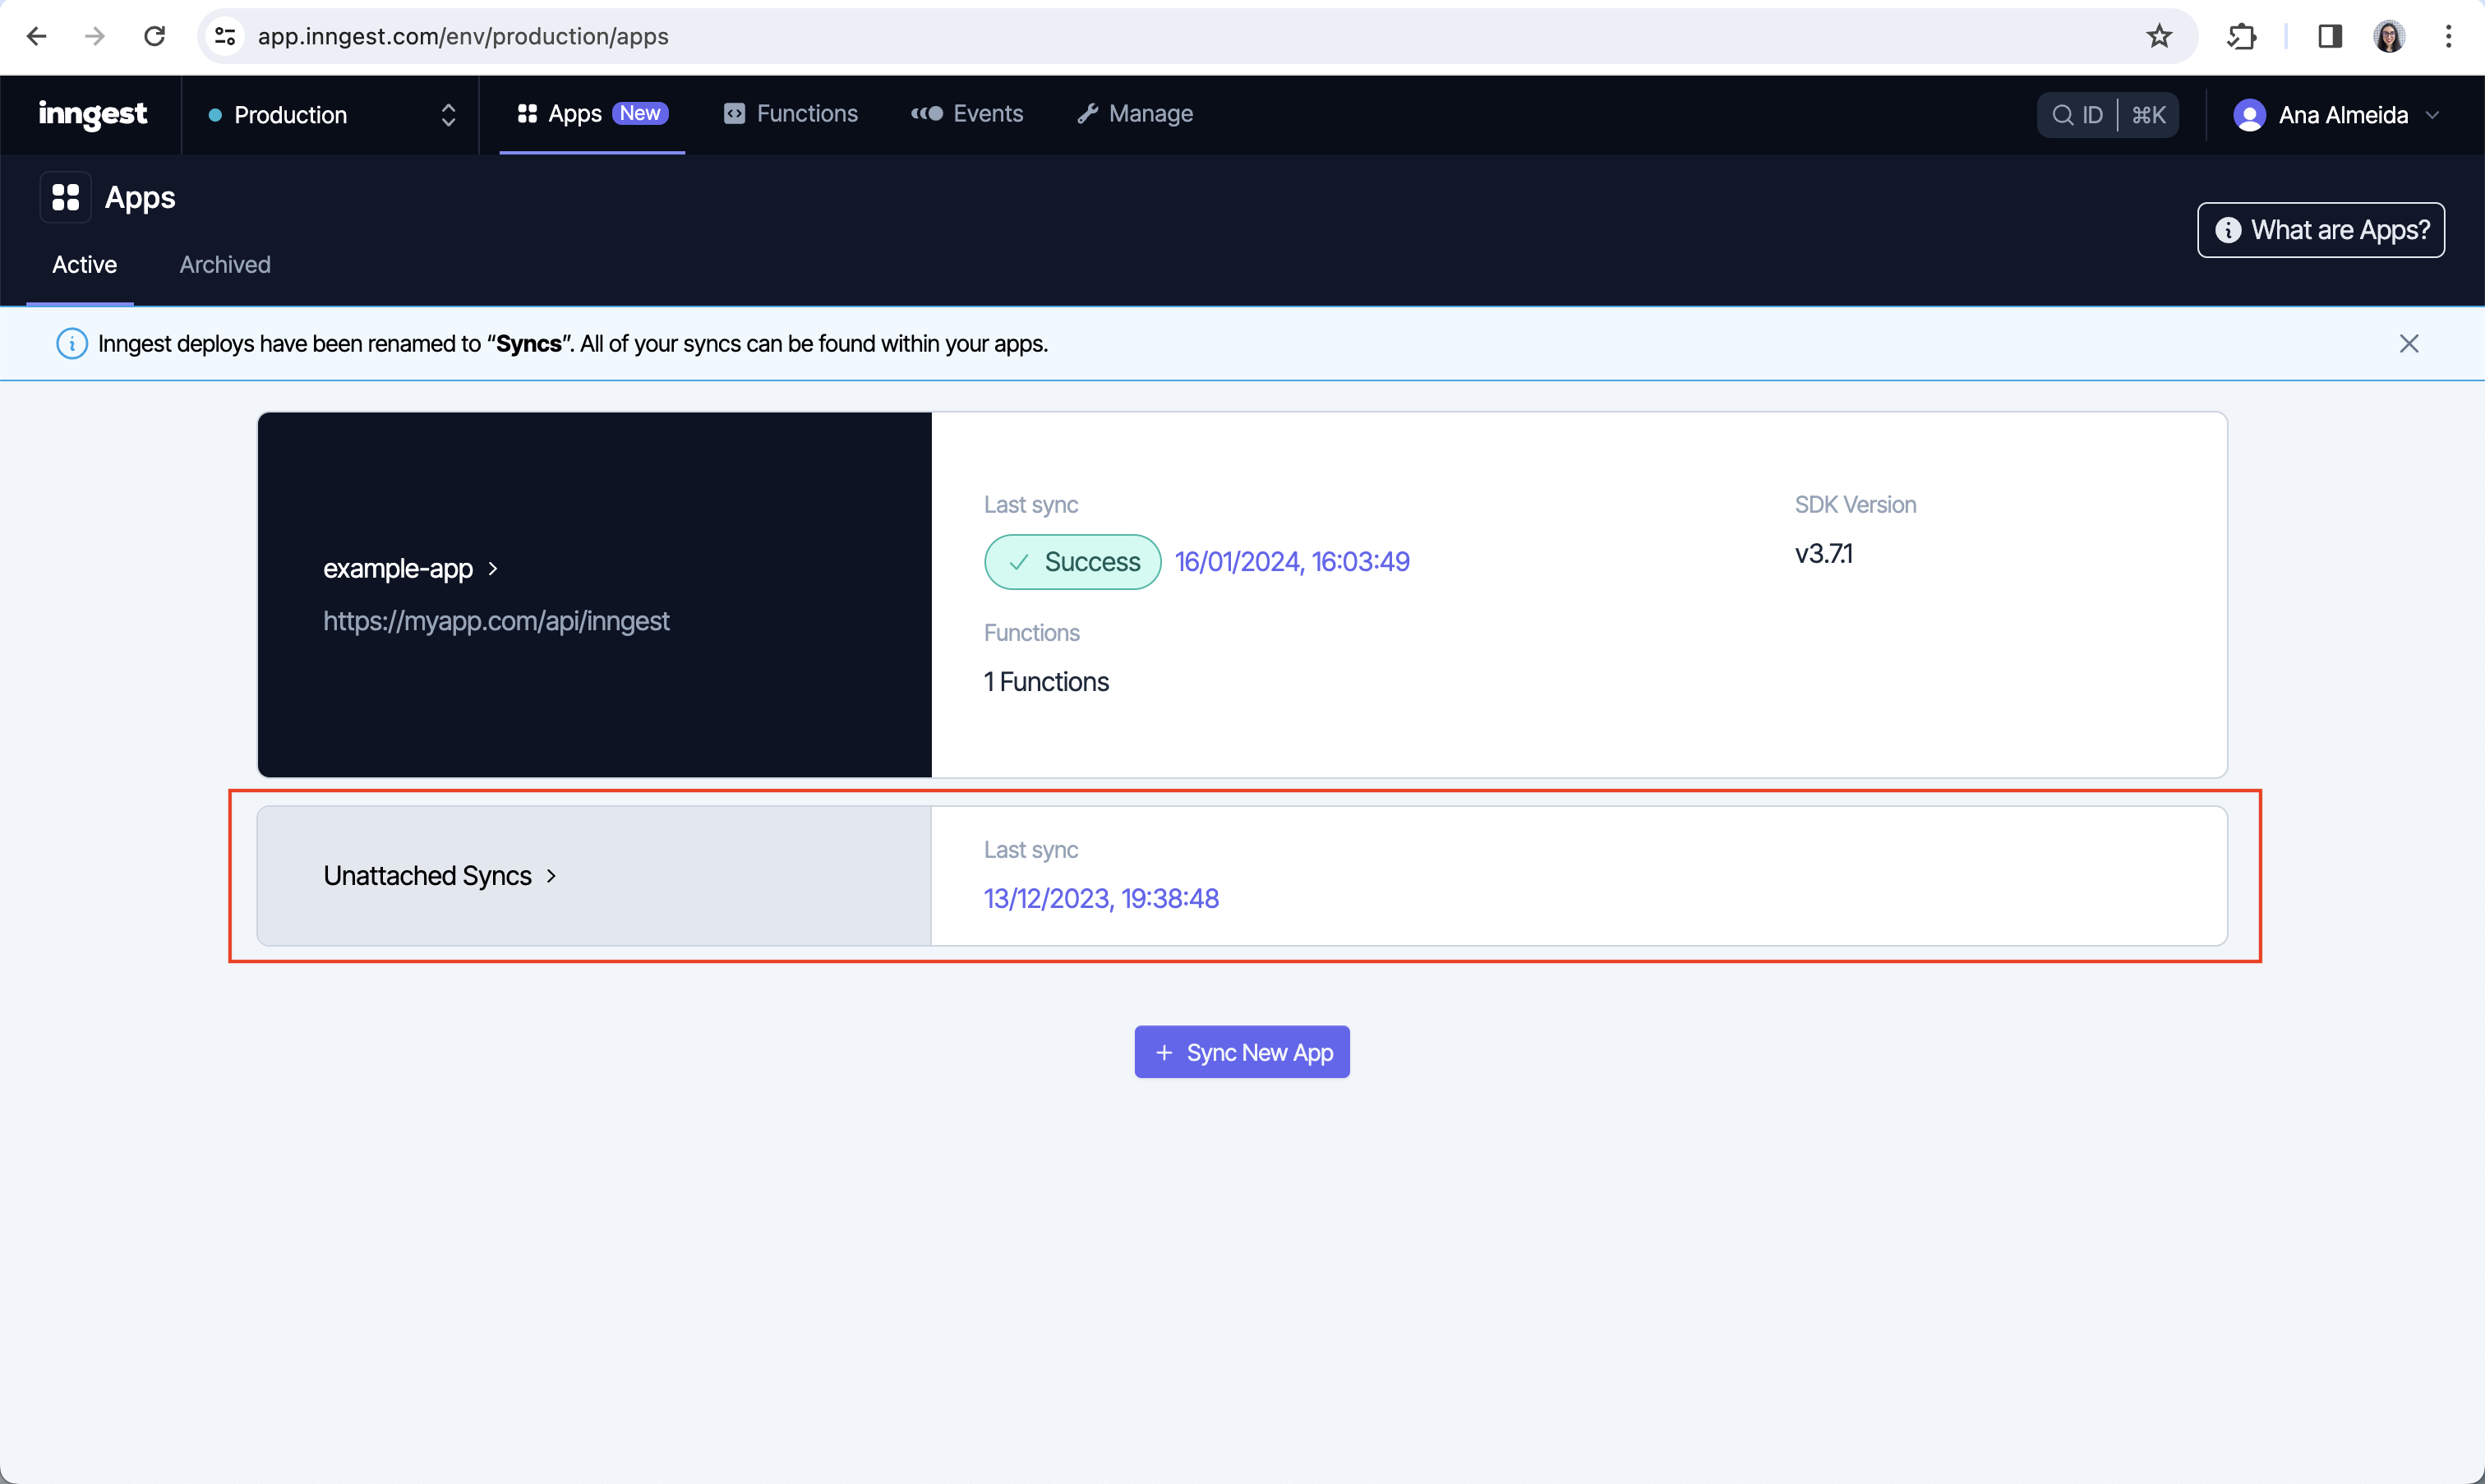 app.inngest.com/env/production/apps
inngest
Production
Apps New
Functions
Events
Manage
ID ⌘K
Ana Almeida
Apps
What are Apps?
Active
Archived
Inngest deploys have been renamed to “Syncs”. All of your syncs can be found within your apps.
example-app
https://myapp.com/api/inngest
Last sync
Success 16/01/2024, 16:03:49
SDK Version
v3.7.1
Functions
1 Functions
Unattached Syncs
Last sync
13/12/2023, 19:38:48
+ Sync New App